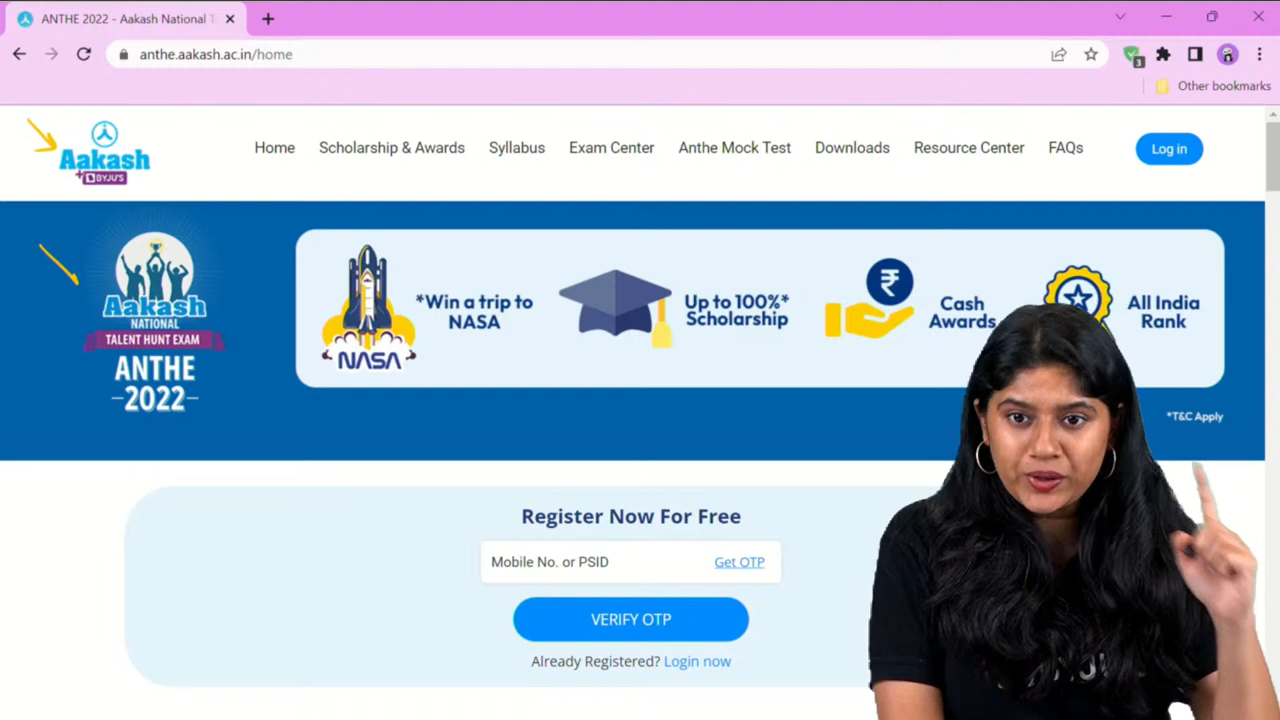 ANTHE 2022 - Aakash National T
anthe.aakash.ac.in/home
3
Other bookmarks
Aakash
+ BYJU'S
Home
Scholarship & Awards
Syllabus
Exam Center
Anthe Mock Test
Downloads
Resource Center
FAQs
Log in
Aakash
NATIONAL
TALENT HUNT EXAM
ANTHE
-2022-
NASA
*Win a trip to
NASA
Up to 100%*
Scholarship
₹
Cash
Awards
All India
Rank
*T&C Apply
Register Now For Free
Mobile No. or PSID
Get OTP
VERIFY OTP
Already Registered? Login now